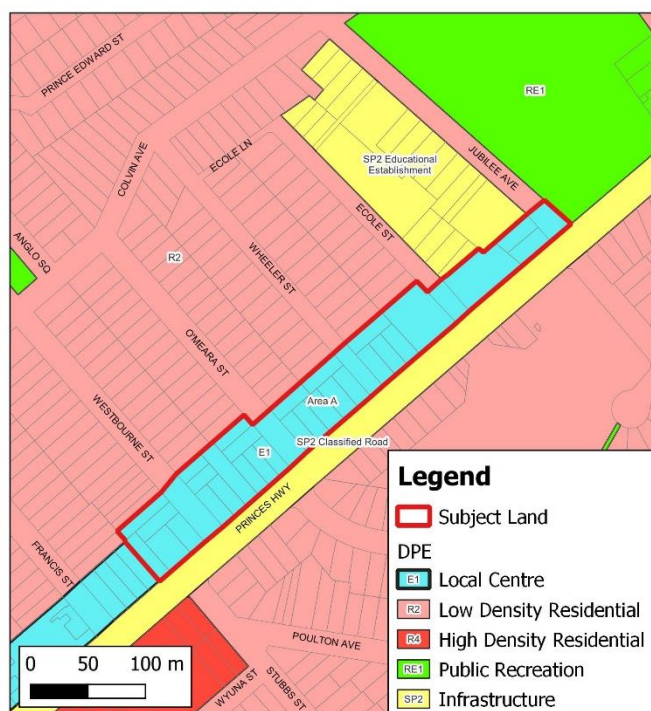 PRINCE EDWARD ST
COLVIN AVE
ECOLE LN
RE1
SP2 Educational
Establishment
JUBILEE AVE
ECOLE ST
ANGLO SQ
R2
WHEELER ST
O'MEARA ST
Area A
WESTBOURNE ST
E1
SP2 Classified Road
PRINCES HWY
FRANCIS ST
POULTON AVE
WYUNA ST
STUBBS ST
0 50 100 m
Legend
Subject Land
DPE
E1 Local Centre
R2 Low Density Residential
R4 High Density Residential
RE1 Public Recreation
SP2 Infrastructure